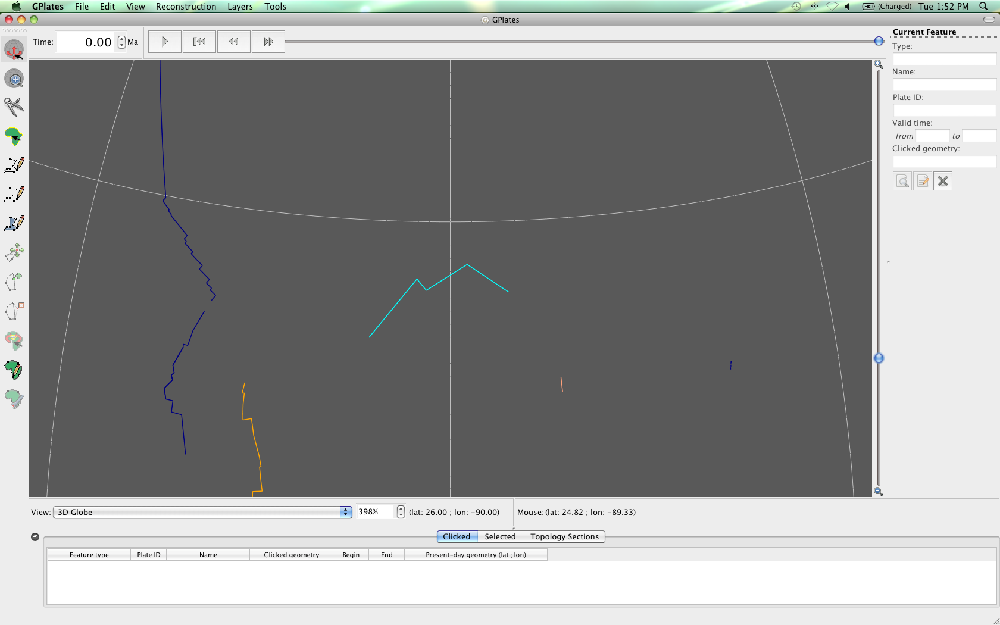 GPlates File Edit View Reconstruction Layers Tools (Charged) Tue 1:52 PM
GPlates
Time: 0.00 Ma
Current Feature
Type:
Name:
Plate ID:
Valid time:
from to
Clicked geometry:
View: 3D Globe 398% (lat: 26.00 ; lon: -90.00) Mouse: (lat: 24.82 ; lon: -89.33)
Clicked Selected Topology Sections
Feature type Plate ID Name Clicked geometry Begin End Present-day geometry (lat ; lon)